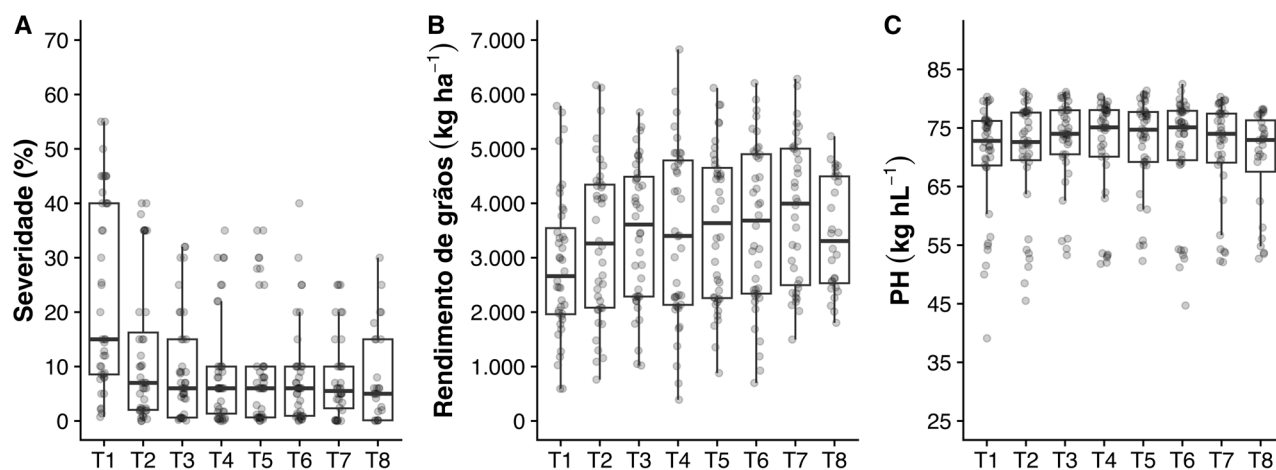 A
Severidade (%)
70
60
50
40
30
20
10
0
T1 T2 T3 T4 T5 T6 T7 T8
B
Rendimento de grãos (kg ha⁻¹)
7.000
6.000
5.000
4.000
3.000
2.000
1.000
0
T1 T2 T3 T4 T5 T6 T7 T8
C
PH (kg hL⁻¹)
85
75
65
55
45
35
25
T1 T2 T3 T4 T5 T6 T7 T8